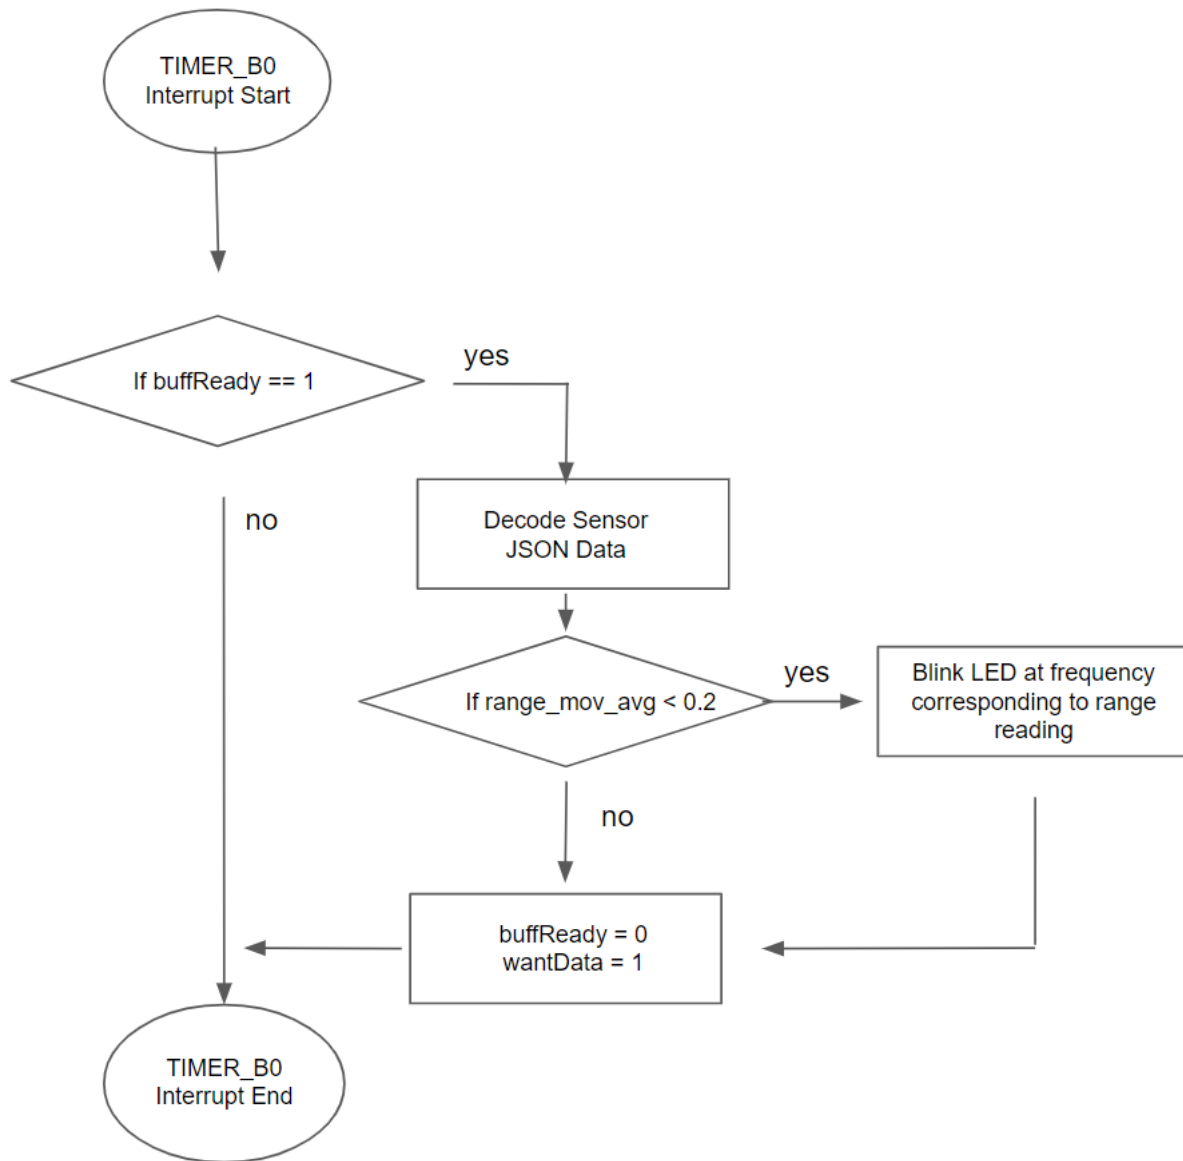 TIMER_B0
Interrupt Start
If buffReady == 1
yes
no
Decode Sensor
JSON Data
If range_mov_avg < 0.2
yes
Blink LED at frequency
corresponding to range
reading
no
buffReady = 0
wantData = 1
TIMER_B0
Interrupt End